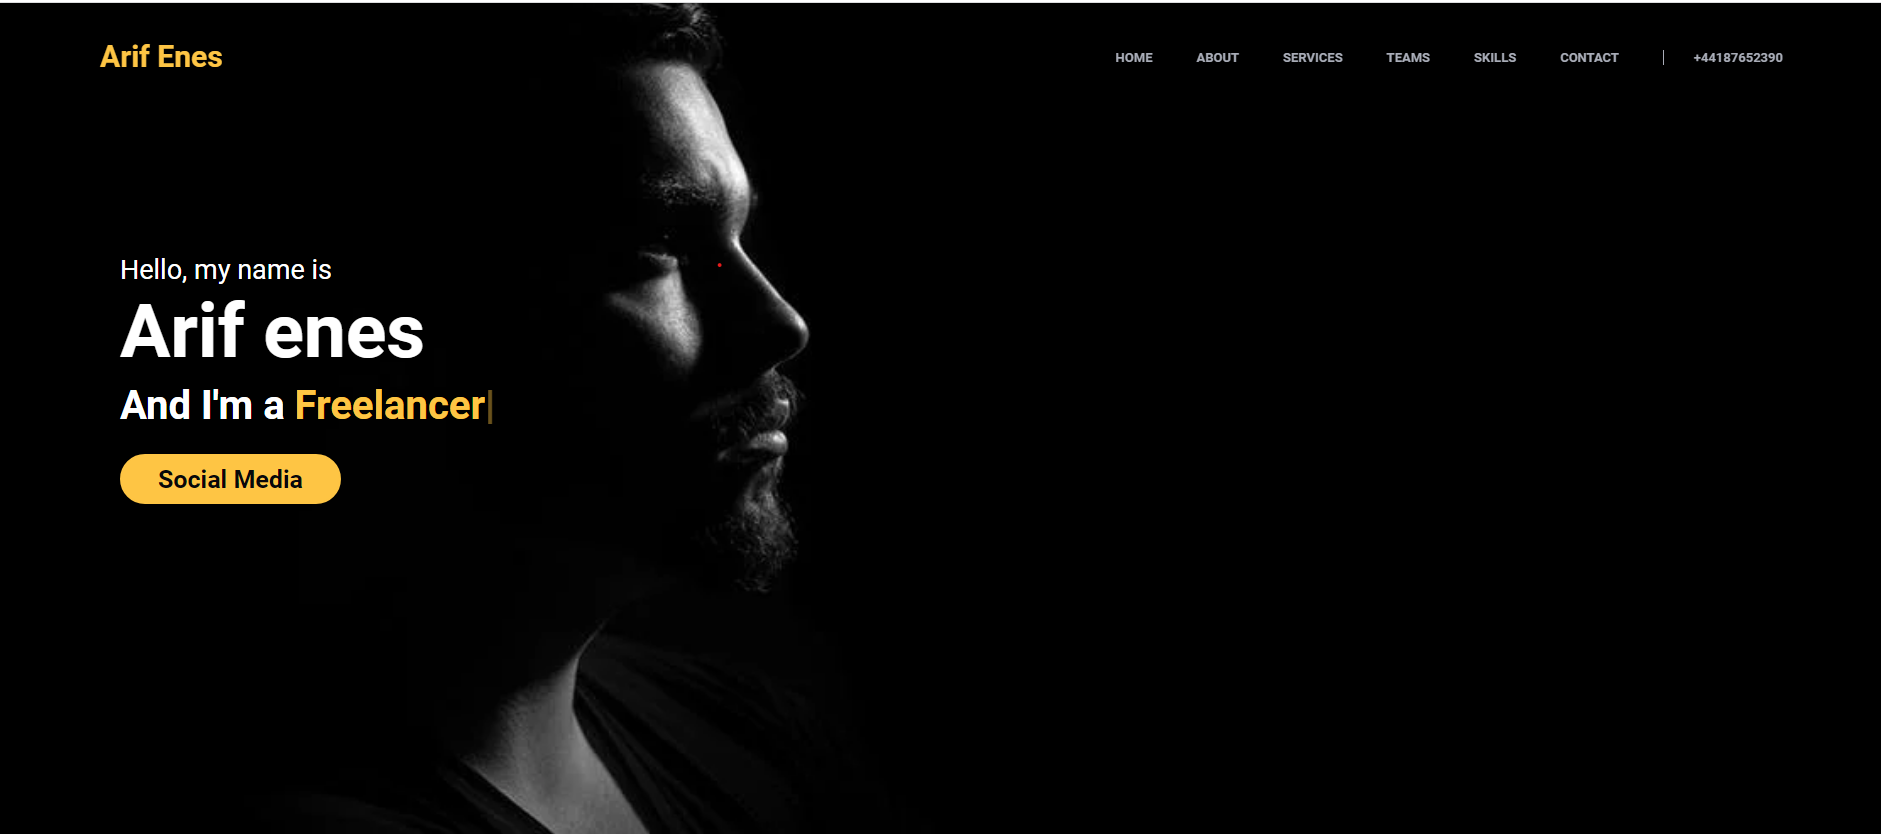 Arif Enes
HOME ABOUT SERVICES TEAMS SKILLS CONTACT | +44187652390
Hello, my name is
Arif enes
And I'm a Freelancer|
Social Media